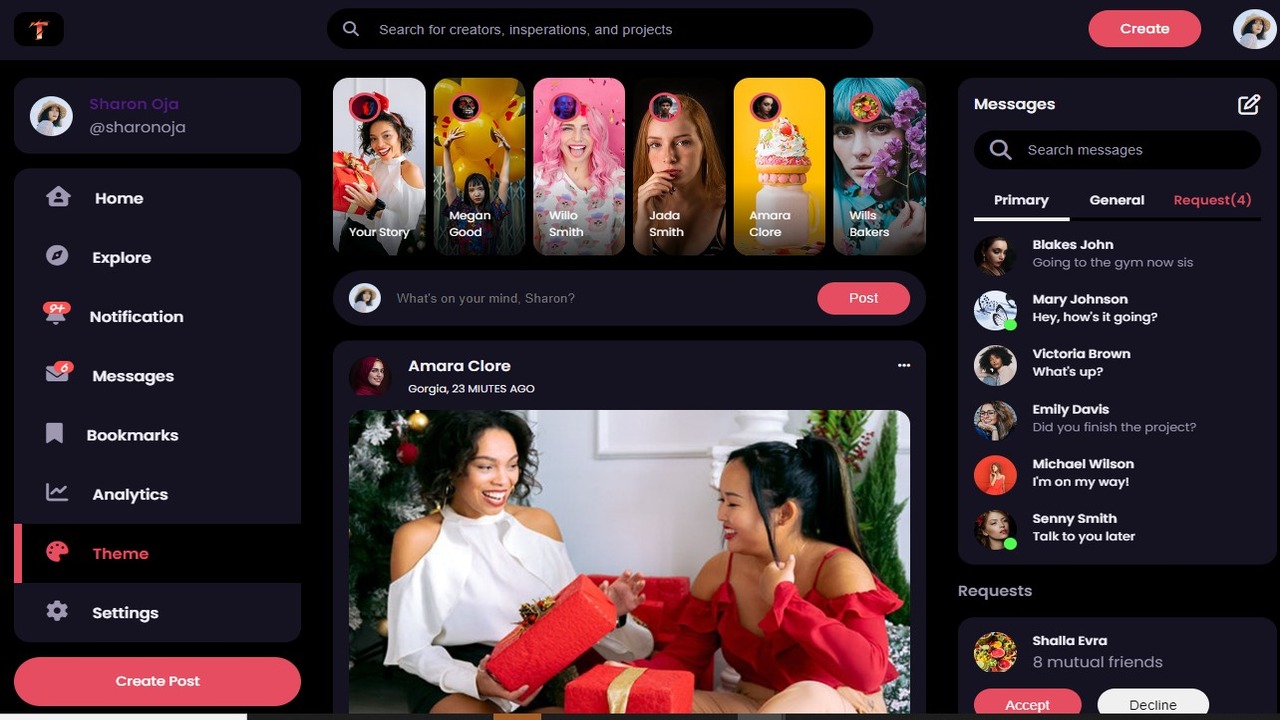 T
Search for creators, insperations, and projects
Create
Sharon Oja
@sharonoja
Home
Explore
9+
Notification
6
Messages
Bookmarks
Analytics
Theme
Settings
Create Post
Your Story
Megan
Good
Willo
Smith
Jada
Smith
Amara
Clore
Wills
Bakers
What's on your mind, Sharon?
Post
Amara Clore
Gorgia, 23 MIUTES AGO
Messages
Search messages
Primary
General
Request(4)
Blakes John
Going to the gym now sis
Mary Johnson
Hey, how's it going?
Victoria Brown
What's up?
Emily Davis
Did you finish the project?
Michael Wilson
I'm on my way!
Senny Smith
Talk to you later
Requests
Shalla Evra
8 mutual friends
Accept
Decline